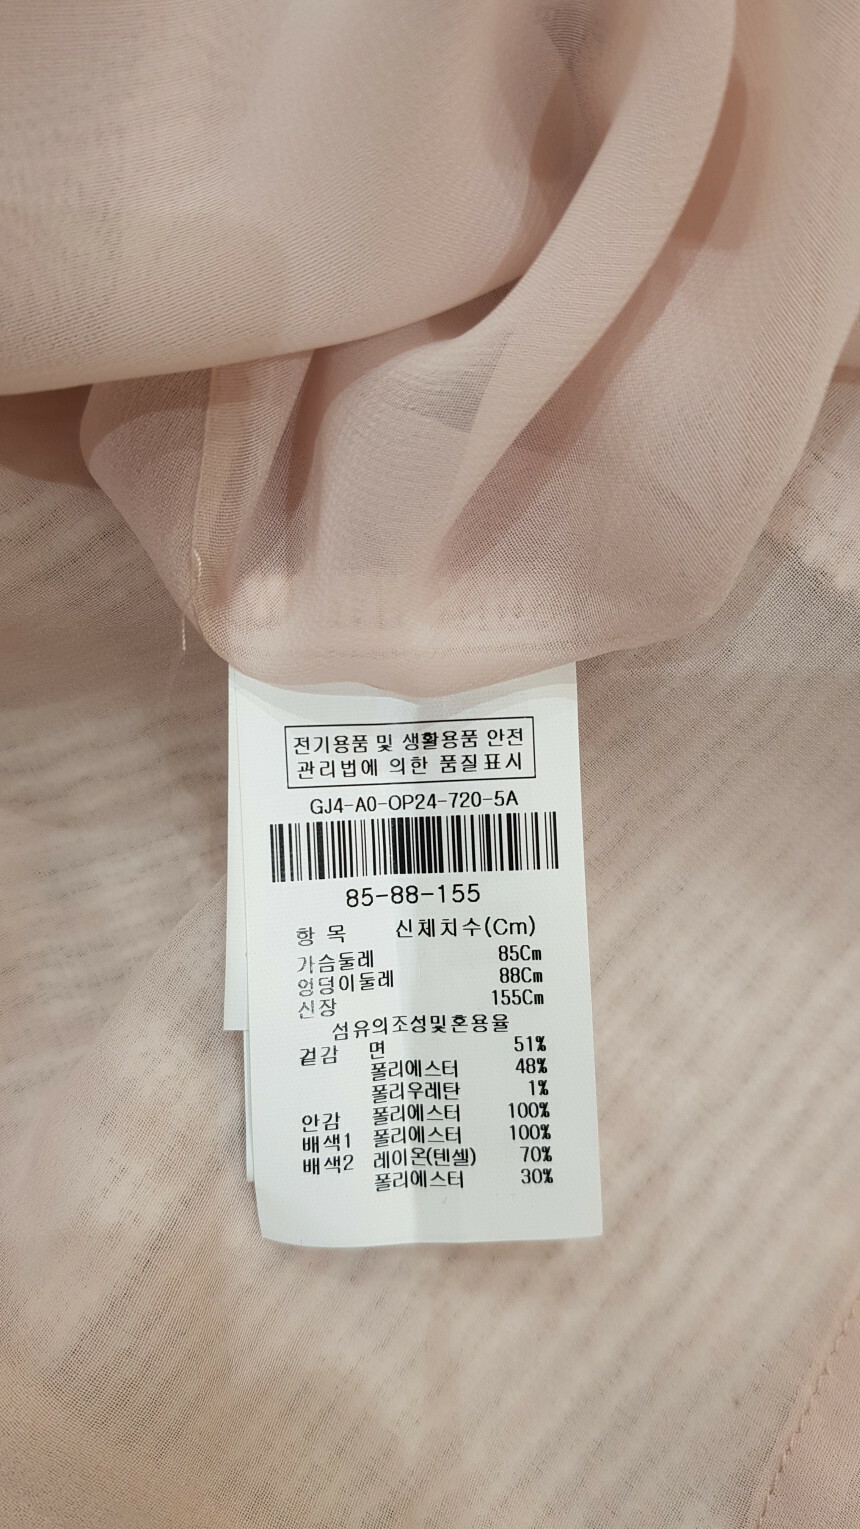 전기용품 및 생활용품 안전
관리법에 의한 품질표시
GJ4-A0-OP24-720-5A
85-88-155
항 목 신체치수(Cm)
가슴둘레 85Cm
엉덩이둘레 88Cm
신장 155Cm
섬유의조성및혼용율
겉감 면 51%
폴리에스터 48%
폴리우레탄 1%
안감 폴리에스터 100%
배색1 폴리에스터 100%
배색2 레이온(텐셀) 70%
폴리에스터 30%